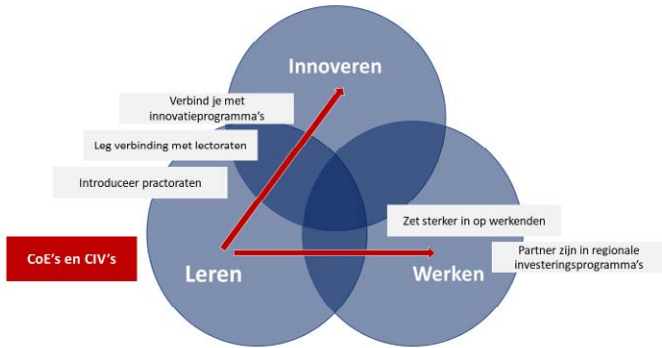 Innoveren
Verbind je met
innovatieprogramma's
Leg verbinding met lectoraten
Introduceer practoraten
Zet sterker in op werkenden
CoE's en CIV's
Partner zijn in regionale
investeringsprogramma's
Leren
Werken